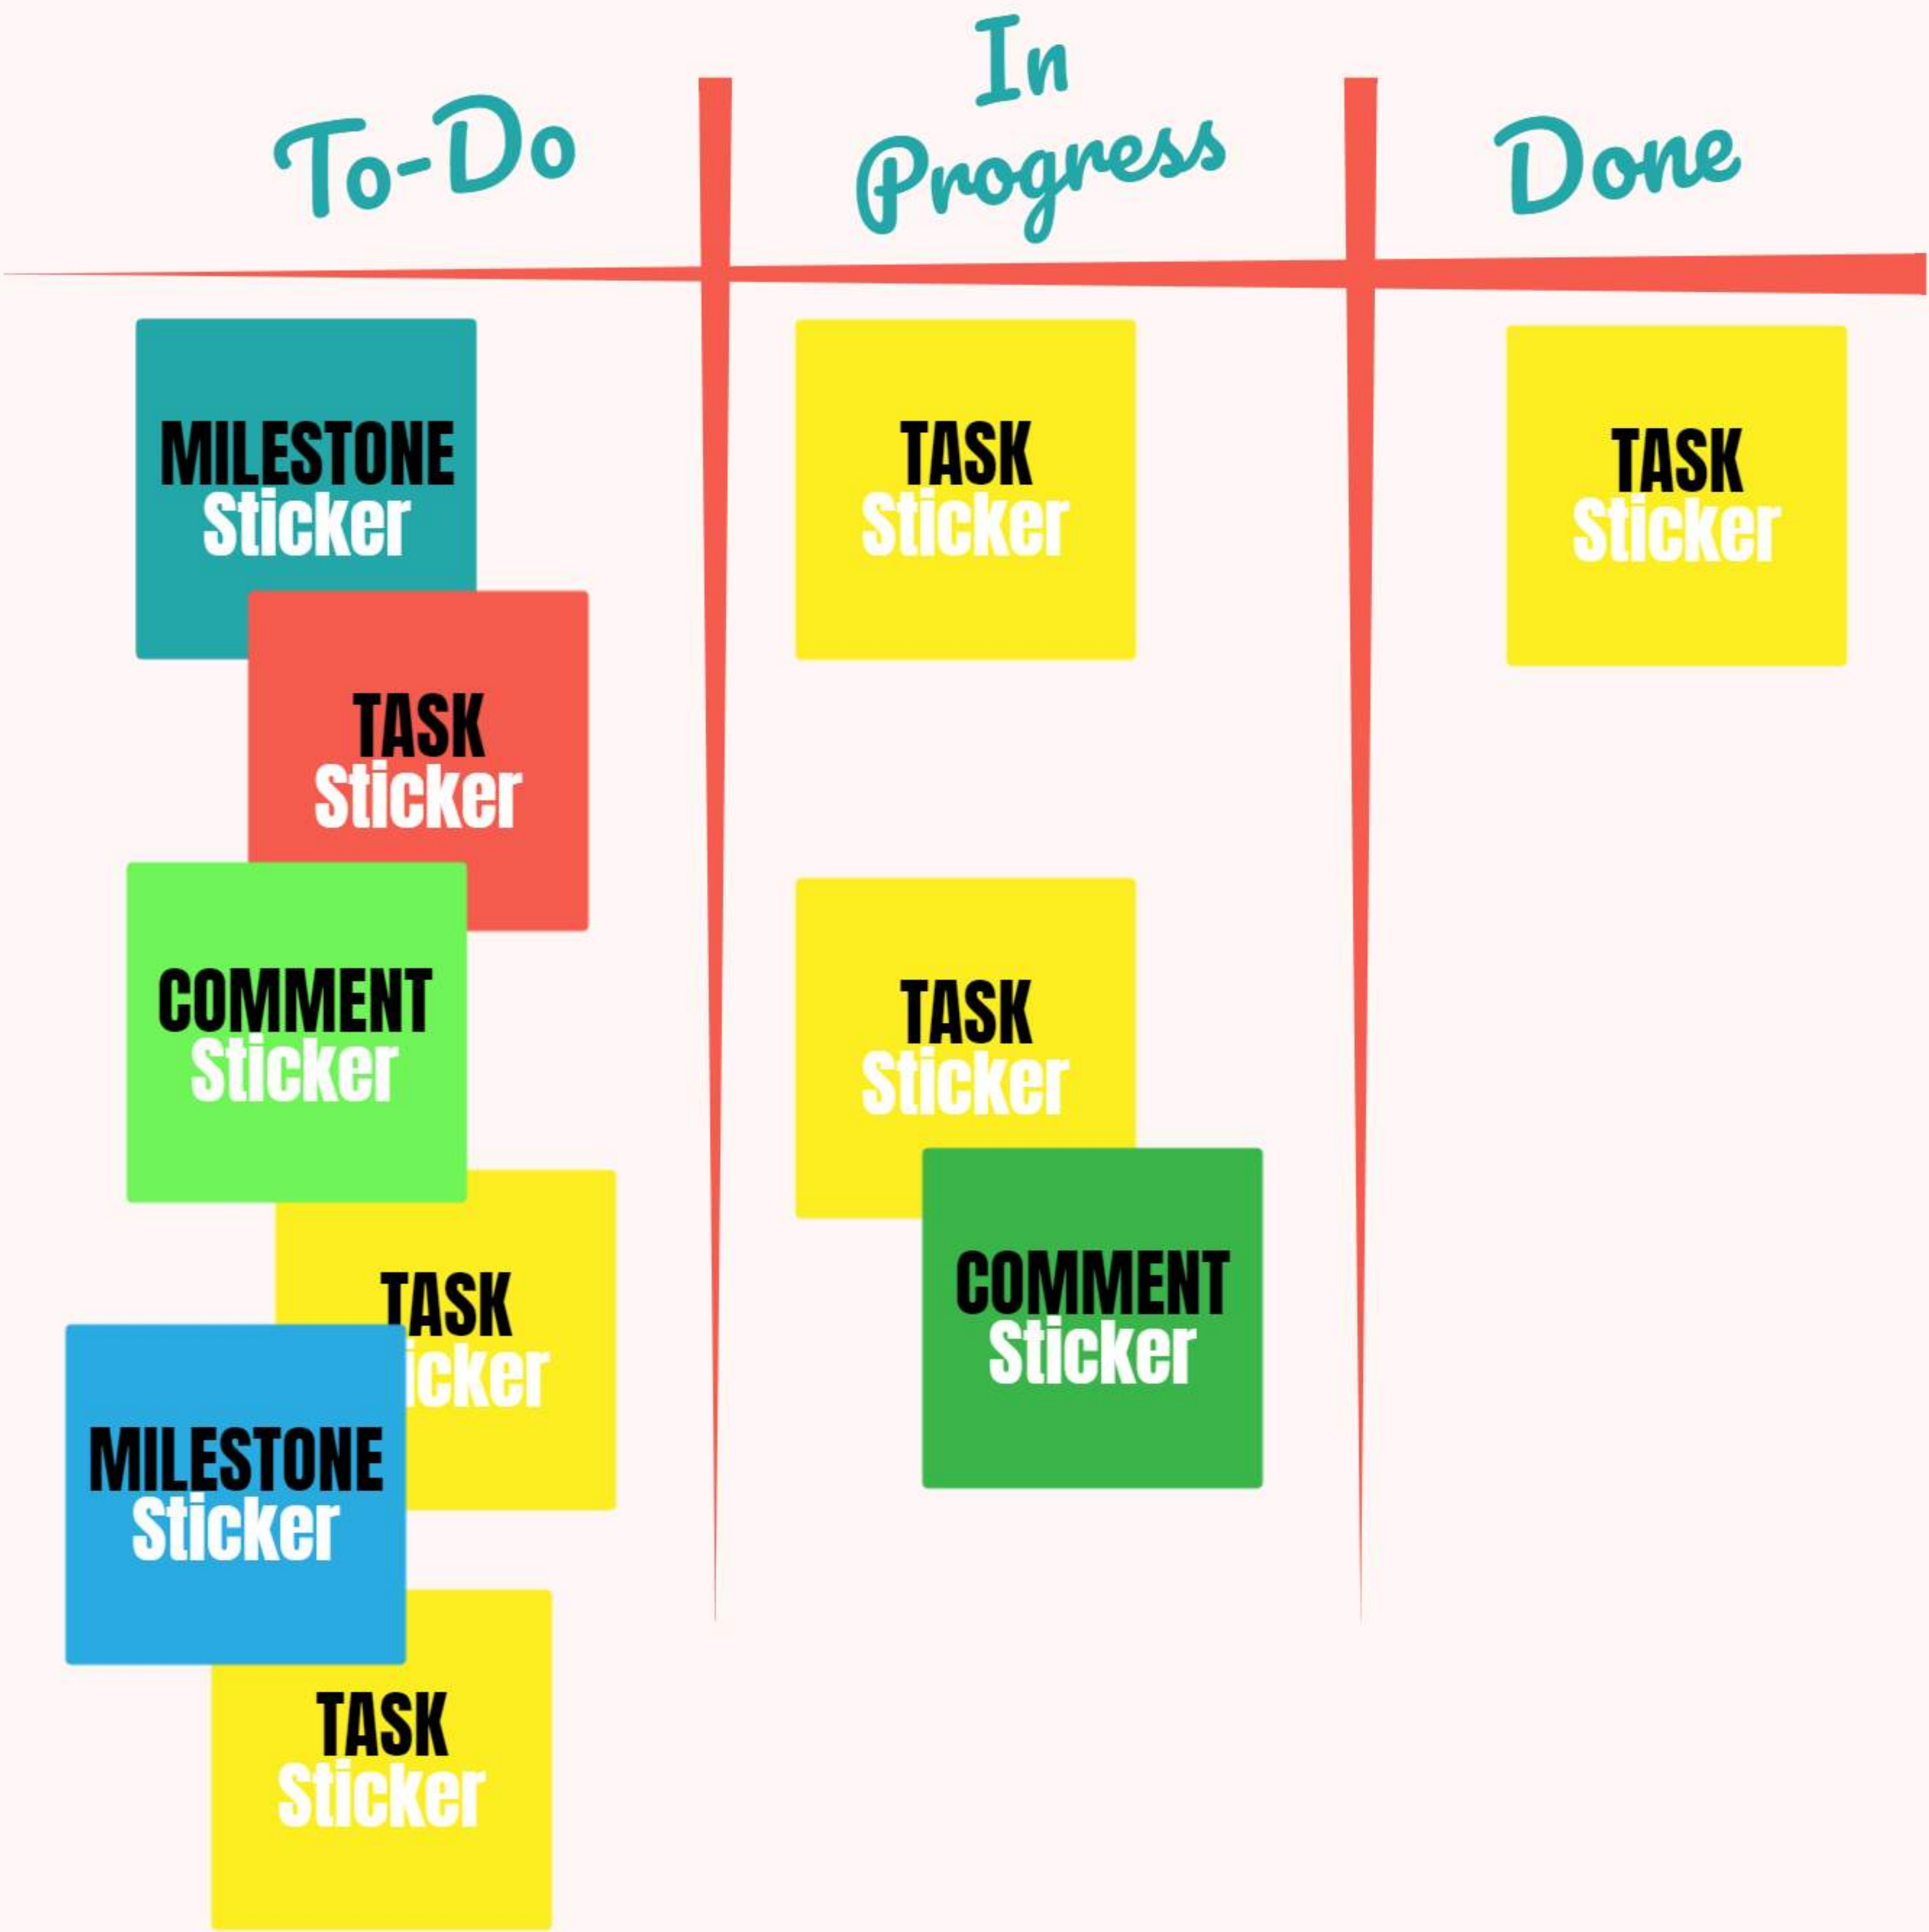 To-Do
In
Progress
Done
MILESTONE
Sticker
TASK
Sticker
COMMENT
Sticker
TASK
icker
MILESTONE
Sticker
TASK
Sticker
TASK
Sticker
TASK
Sticker
COMMENT
Sticker
TASK
Sticker